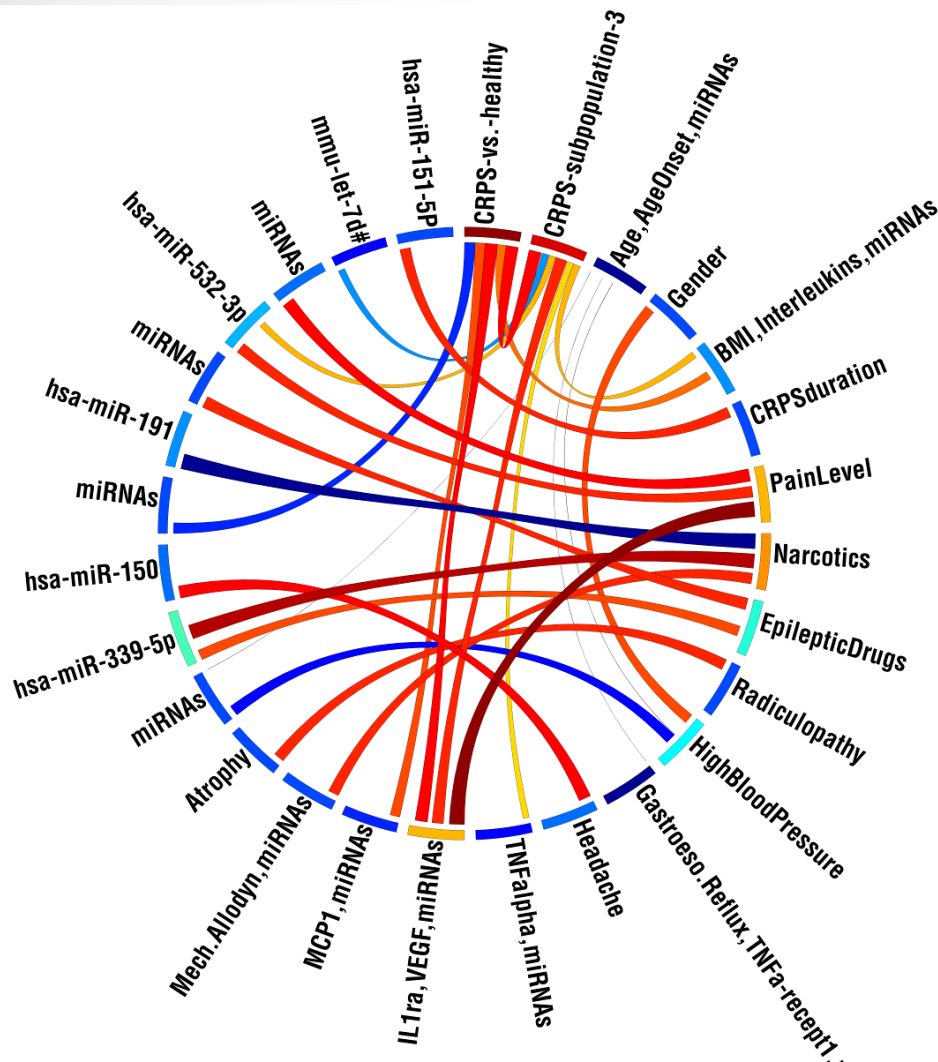 CRPS-vs.-healthy
CRPS-subpopulation-3
Age,AgeOnset,miRNAs
Gender
BMI,Interleukins,miRNAs
CRPSduration
PainLevel
Narcotics
EpilepticDrugs
Radiculopathy
HighBloodPressure
Gastroeso.Reflux,TNFa-recept1,
Headache
TNFalpha,miRNAs
IL1ra,VEGF,miRNAs
MCP1,miRNAs
Mech.Allodyn,miRNAs
Atrophy
miRNAs
hsa-miR-339-5p
hsa-miR-150
miRNAs
hsa-miR-191
miRNAs
hsa-miR-532-3p
miRNAs
mmu-let-7d#
hsa-miR-151-5P